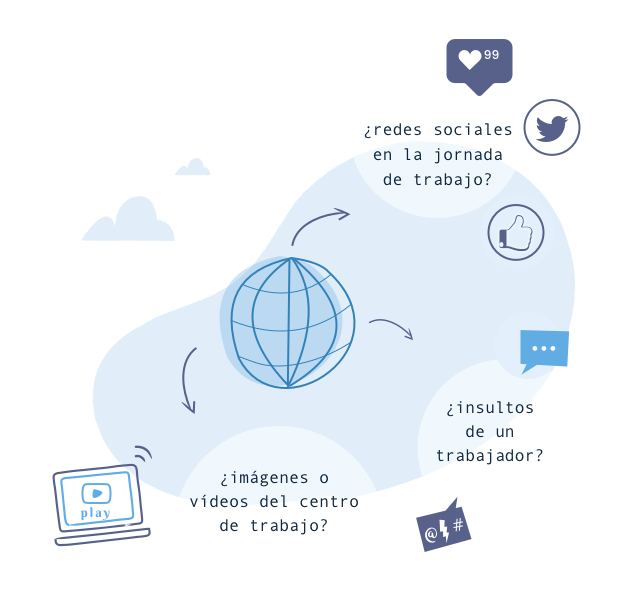 99
¿redes sociales
en la jornada
de trabajo?
¿insultos
de un
trabajador?
¿imágenes o
vídeos del centro
de trabajo?
play
@ #